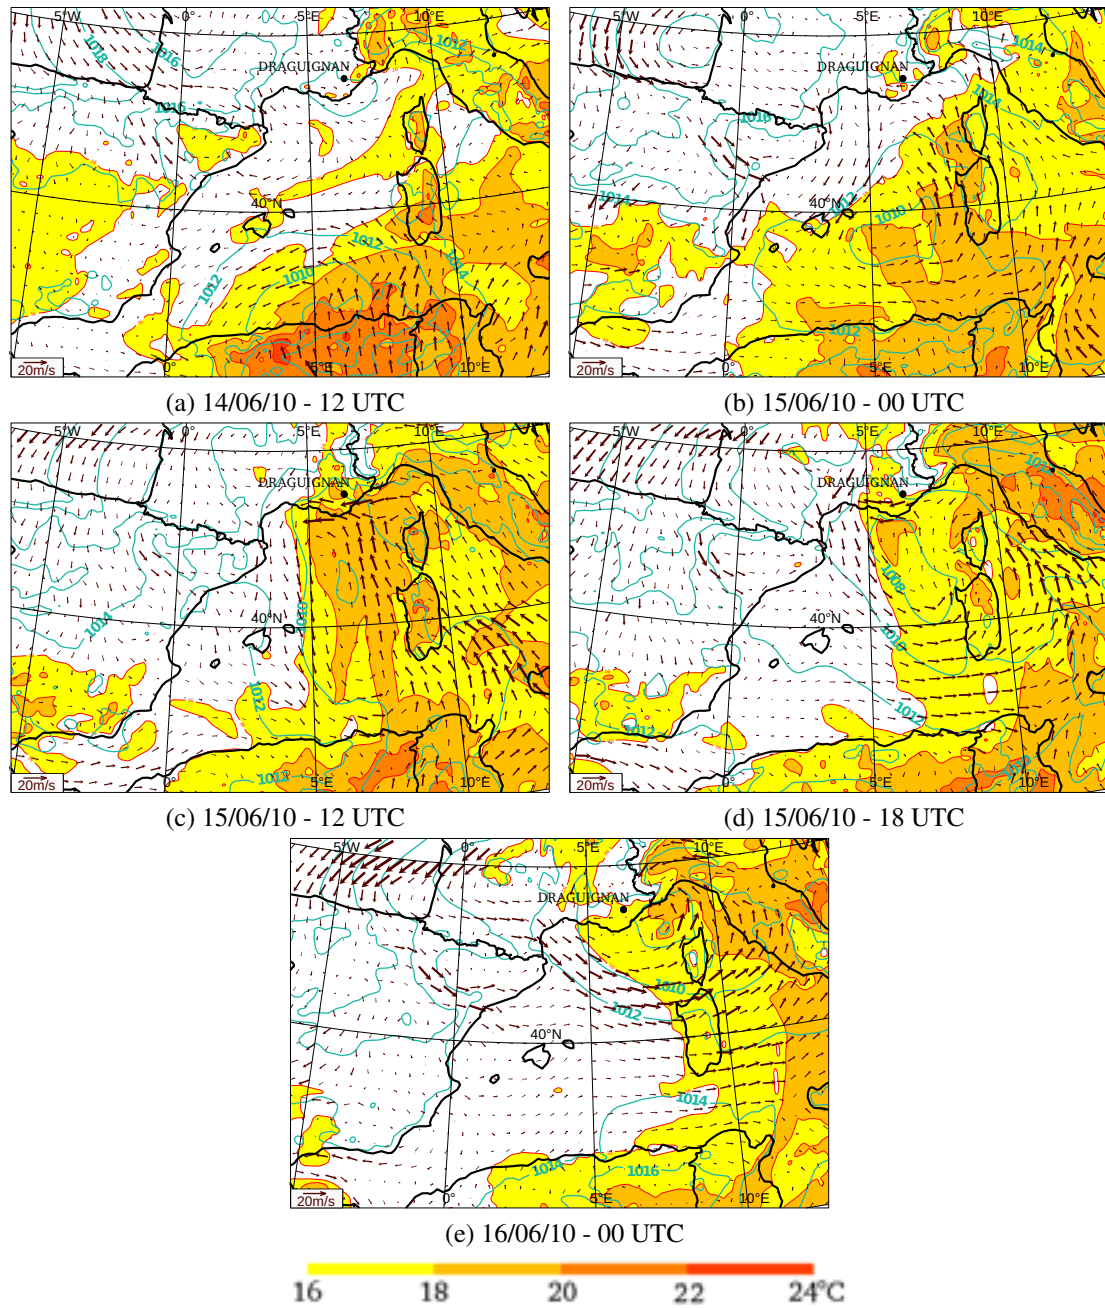 5°W 0° 5°E 10°E
1018 1016 1012
DRAGUIGNAN
1016
40°N
1012
1010 1014
1012
20m/s 0° 5°E 10°E
(a) 14/06/10 - 12 UTC
5°W 0° 5°E 10°E
1014
DRAGUIGNAN
1014
1016
1014 40°N 1012
1010
1012
20m/s 0° 5°E 10°E
(b) 15/06/10 - 00 UTC
5°W 0° 5°E 10°E
DRAGUIGNAN
1014 40°N 1010
1012
1012
20m/s 0° 5°E 10°E
(c) 15/06/10 - 12 UTC
5°W 0° 5°E 10°E
DRAGUIGNAN
1008
40°N 1010
1012
1012
20m/s 0° 5°E 10°E
(d) 15/06/10 - 18 UTC
5°W 0° 5°E 10°E
DRAGUIGNAN
1010
1012
40°N
1014
1014 1016
20m/s 0° 5°E 10°E
(e) 16/06/10 - 00 UTC
16 18 20 22 24°C